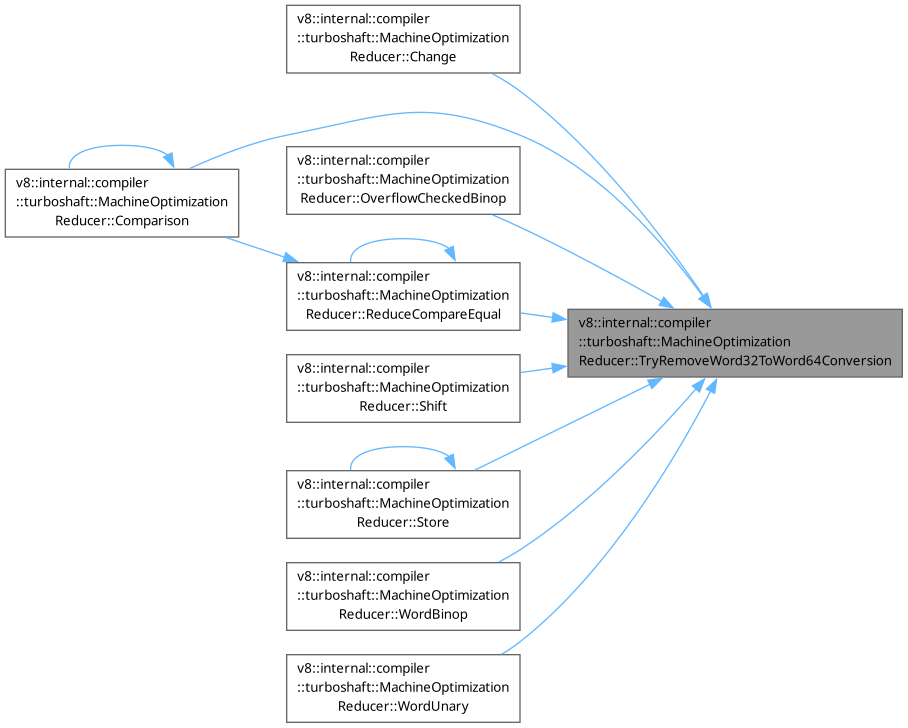 v8::internal::compiler
::turboshaft::MachineOptimization
Reducer::Change
v8::internal::compiler
::turboshaft::MachineOptimization
Reducer::OverflowCheckedBinop
v8::internal::compiler
::turboshaft::MachineOptimization
Reducer::Comparison
v8::internal::compiler
::turboshaft::MachineOptimization
Reducer::ReduceCompareEqual
v8::internal::compiler
::turboshaft::MachineOptimization
Reducer::TryRemoveWord32ToWord64Conversion
v8::internal::compiler
::turboshaft::MachineOptimization
Reducer::Shift
v8::internal::compiler
::turboshaft::MachineOptimization
Reducer::Store
v8::internal::compiler
::turboshaft::MachineOptimization
Reducer::WordBinop
v8::internal::compiler
::turboshaft::MachineOptimization
Reducer::WordUnary